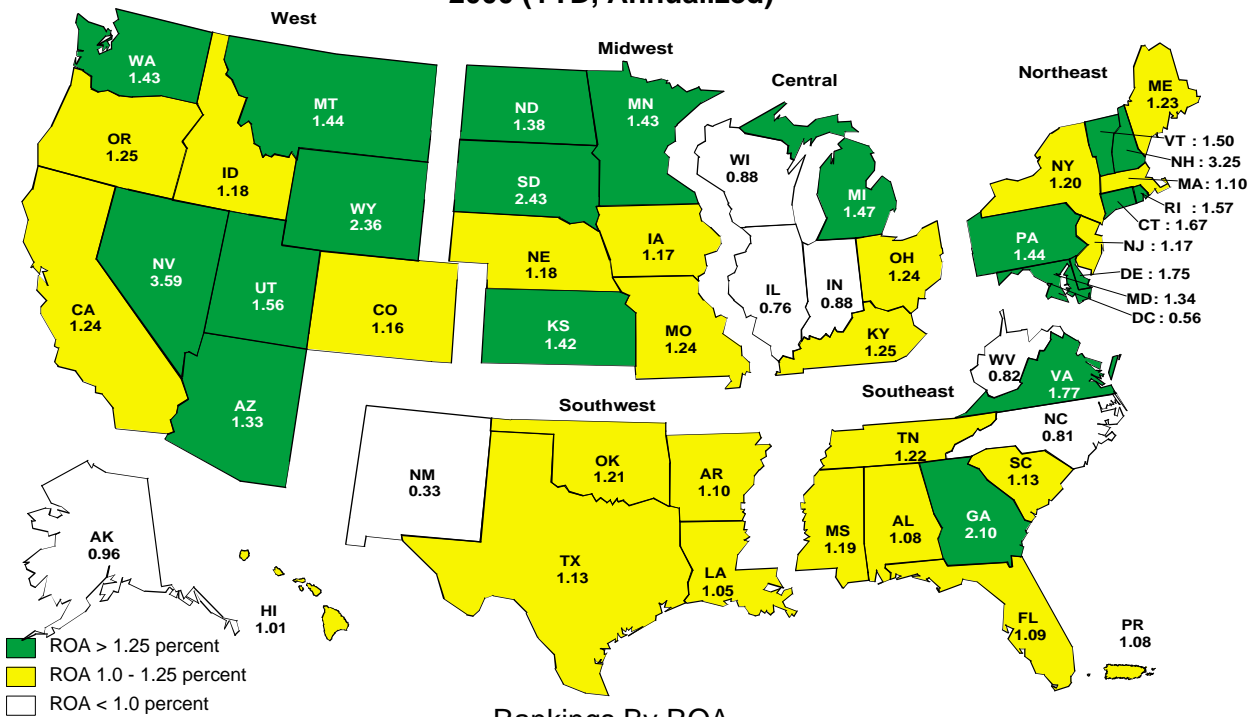 (YTD, Annualized)
West
Midwest
Central
Northeast
WA
1.43
MT
1.44
OR
1.25
ID
1.18
WY
2.36
NV
3.59
UT
1.56
CO
1.16
CA
1.24
AZ
1.33
AK
0.96
HI
1.01
ND
1.38
MN
1.43
SD
2.43
NE
1.18
IA
1.17
KS
1.42
MO
1.24
WI
0.88
MI
1.47
IL
0.76
IN
0.88
OH
1.24
KY
1.25
ME
1.23
NY
1.20
PA
1.44
VT : 1.50
NH : 3.25
MA : 1.10
RI : 1.57
CT : 1.67
NJ : 1.17
DE : 1.75
MD: 1.34
DC : 0.56
Southwest
NM
0.33
OK
1.21
AR
1.10
TX
1.13
LA
1.05
Southeast
WV
0.82
VA
1.77
NC
0.81
TN
1.22
SC
1.13
MS
1.19
AL
1.08
GA
2.10
FL
1.09
PR
1.08
ROA > 1.25 percent
ROA 1.0 - 1.25 percent
ROA < 1.0 percent
Rankings By ROA